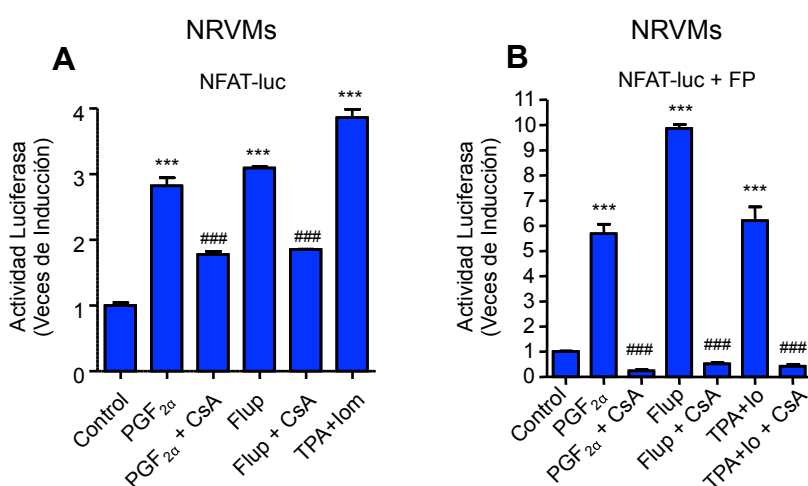 NRVMs
A
NFAT-luc
Actividad Luciferasa
(Veces de Inducción)
4
3
2
1
0
***
***
***
###
###
Control
PGF2α
PGF2α + CsA
Flup
Flup + CsA
TPA+Iom
NRVMs
B
NFAT-luc + FP
Actividad Luciferasa
(Veces de Inducción)
11
10
9
8
7
6
5
4
3
2
1
0
***
***
***
###
###
###
Control
PGF2α
PGF2α + CsA
Flup
Flup + CsA
TPA+Io
TPA+Io + CsA